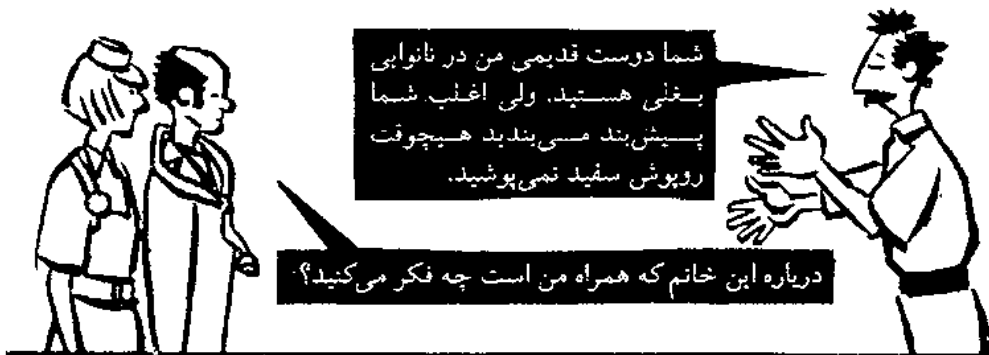 شما دوست قدیمی من در نانوایی
بغلی هستید. ولی اغلب شما
پیش‌بند می‌بندید هیچوقت
روپوش سفید نمی‌پوشید.
درباره این خانم که همراه من است چه فکر می‌کنید؟